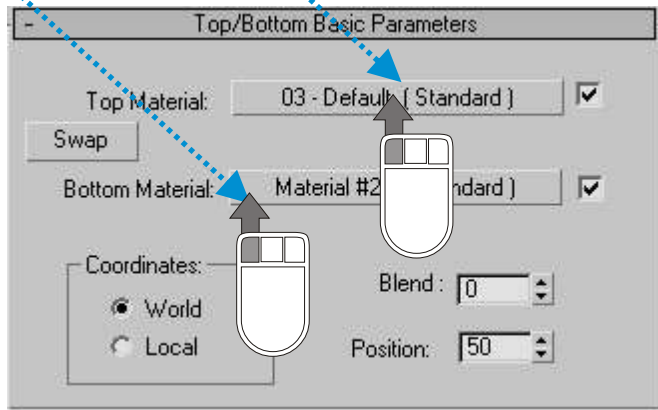 - Top/Bottom Basic Parameters
Top Material: 03 - Default ( Standard )
Swap
Bottom Material: Material #2 ndard )
Coordinates:
World
Local
Blend : 0
Position: 50